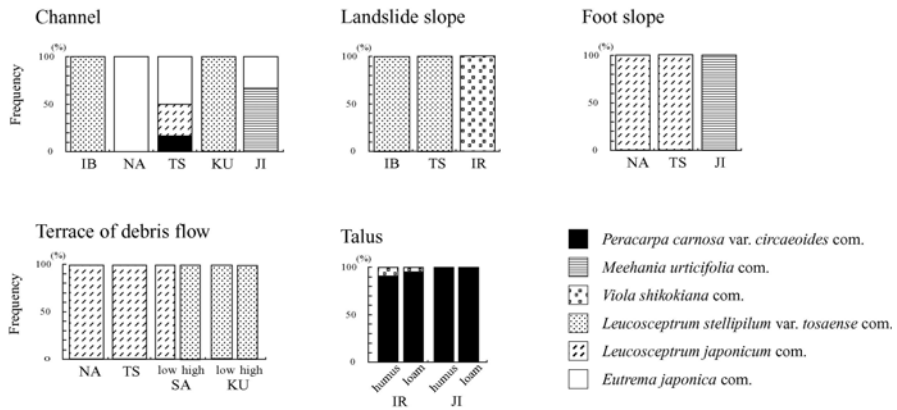 Channel
(%)
100
50
0
Frequency
IB NA TS KU JI
Landslide slope
(%)
100
50
0
IB TS IR
Foot slope
(%)
100
50
0
NA TS JI
Terrace of debris flow
(%)
100
50
0
Frequency
NA TS low high low high
SA KU
Talus
(%)
100
50
100
humus loam humus loam
IR JI
Peracarpa carnosa var. circaeoides com.
Meehania urticifolia com.
Viola shikokiana com.
Leucosceptrum stellipilum var. tosaense com.
Leucosceptrum japonicum com.
Eutrema japonica com.